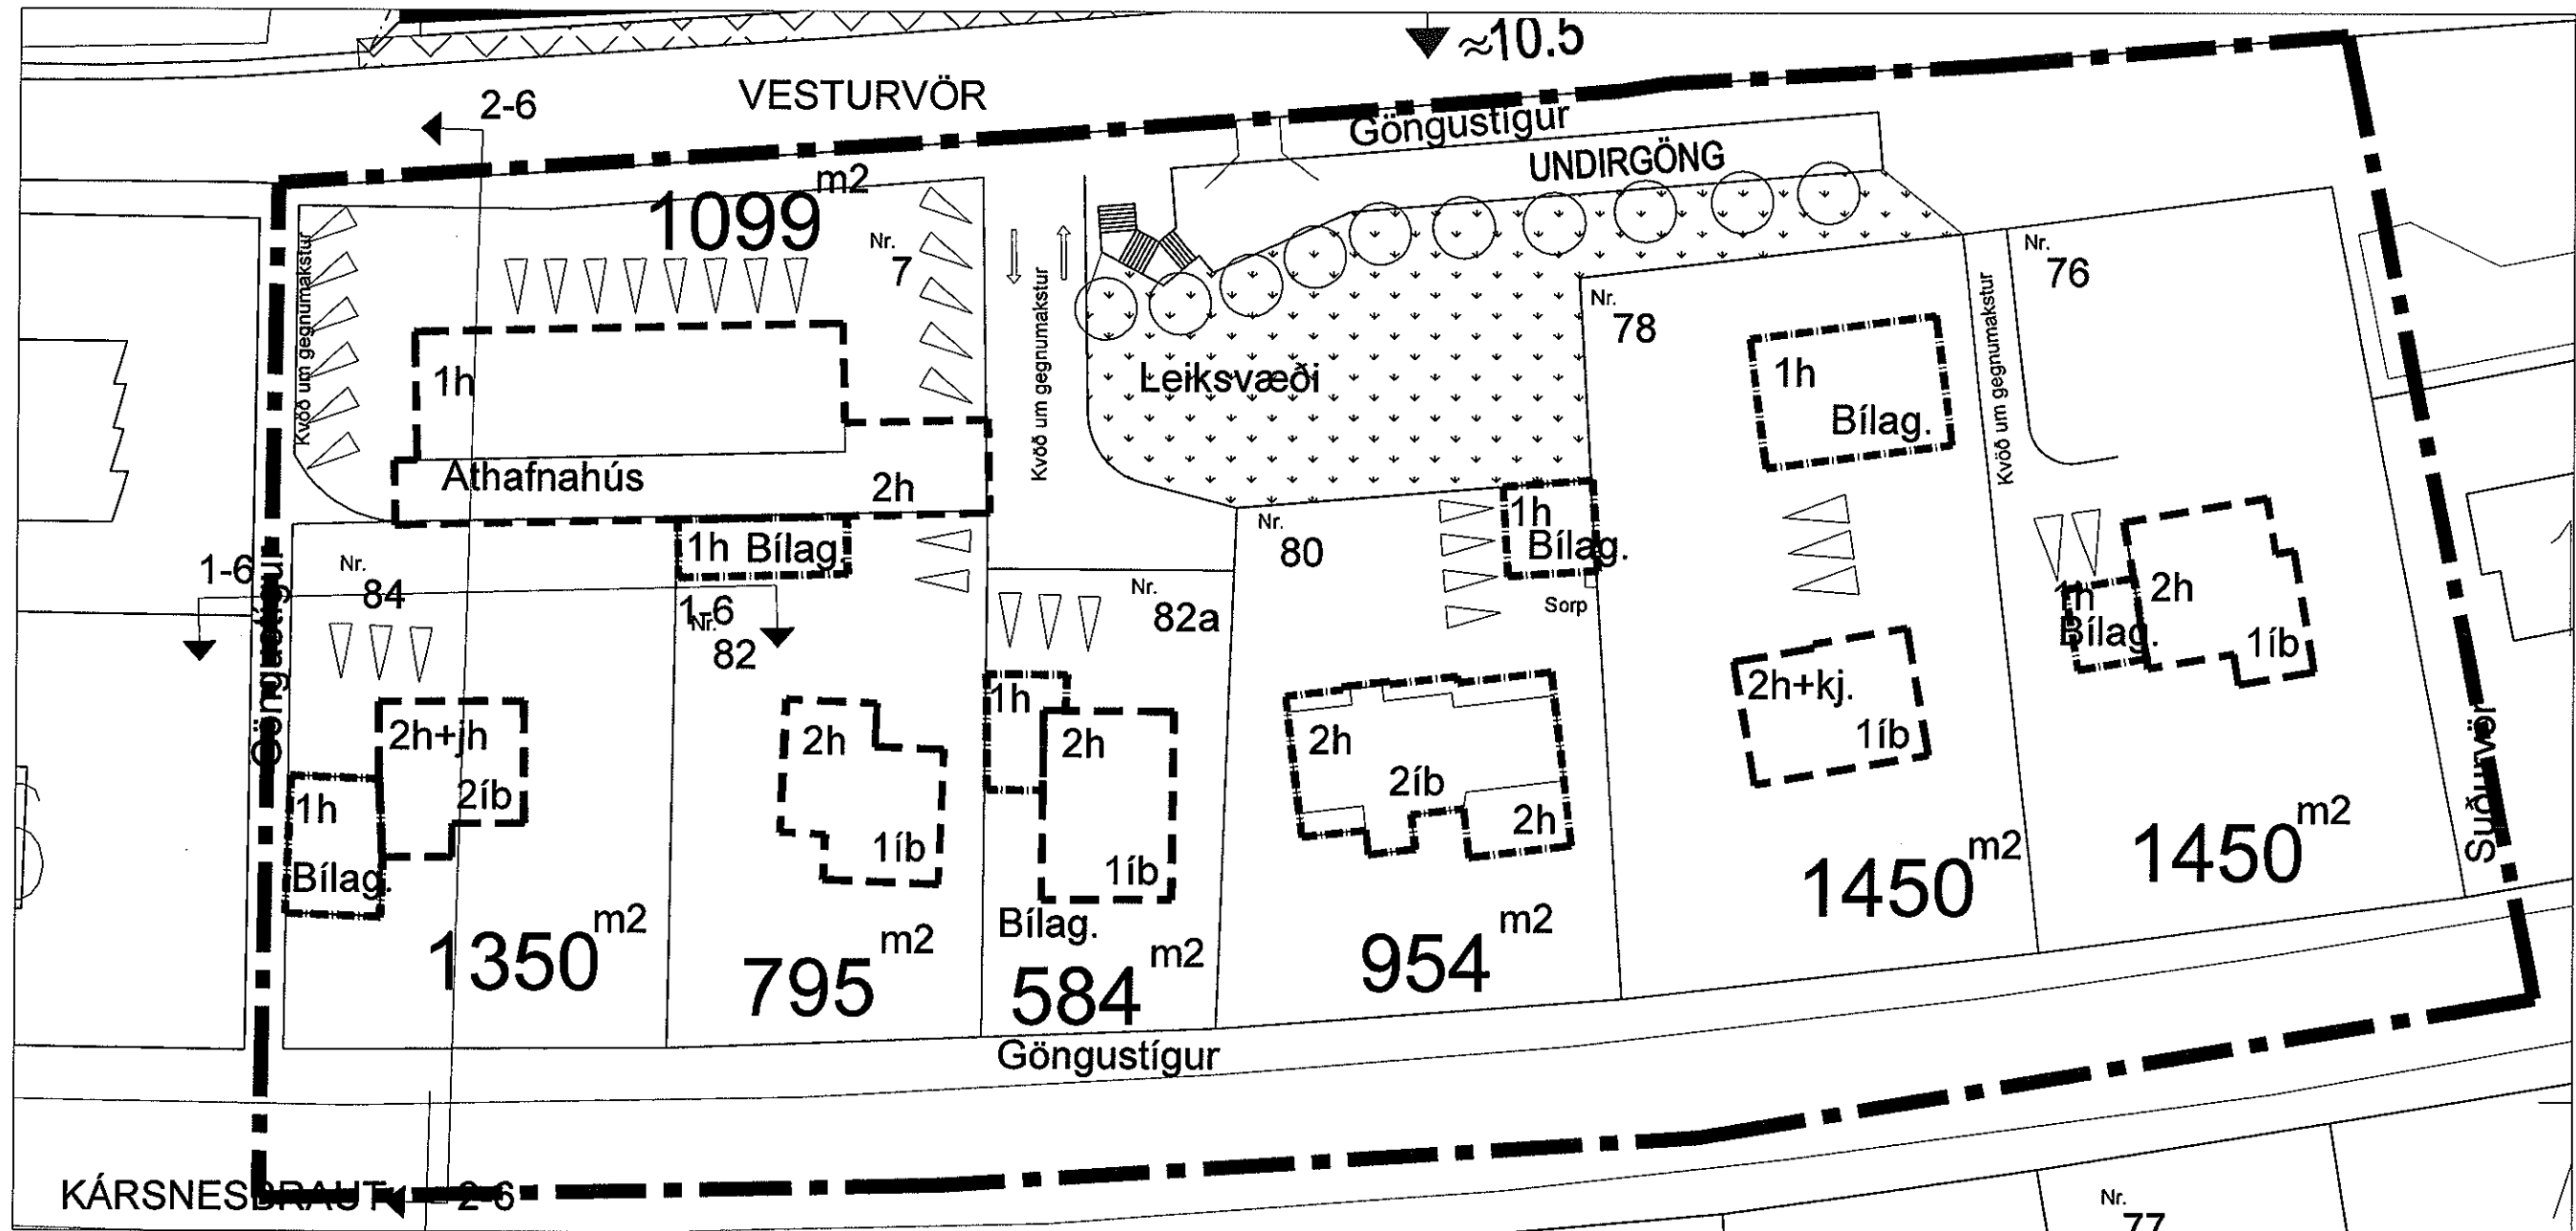 ≈10.5
VESTURVÖR
2-6
Göngustígur
UNDIRGÖNG
1099 m2
Nr.
7
Kvöð um gegnumakstur
Kvöð um gegnumakstur
Nr.
76
Kvöð um gegnumakstur
Nr.
78
1h
Leiksvæði
1h
Bílag.
Athafnahús
2h
1h
Bílag.
Nr.
80
1h Bílag.
1-6
Nr.
84
1-6
Nr.
82
Nr.
82a
Sorp
1h
Bílag.
2h
1íb
Göngustígur
2h+jh
2íb
1h
Bílag.
2h
1íb
1h
2h
1íb
Bílag.
2h
2íb
2h
2h+kj.
1íb
Suðurvör
1350 m2
795 m2
584 m2
954 m2
1450 m2
1450 m2
Göngustígur
KÁRSNESBRAUT
2-6
Nr.
77